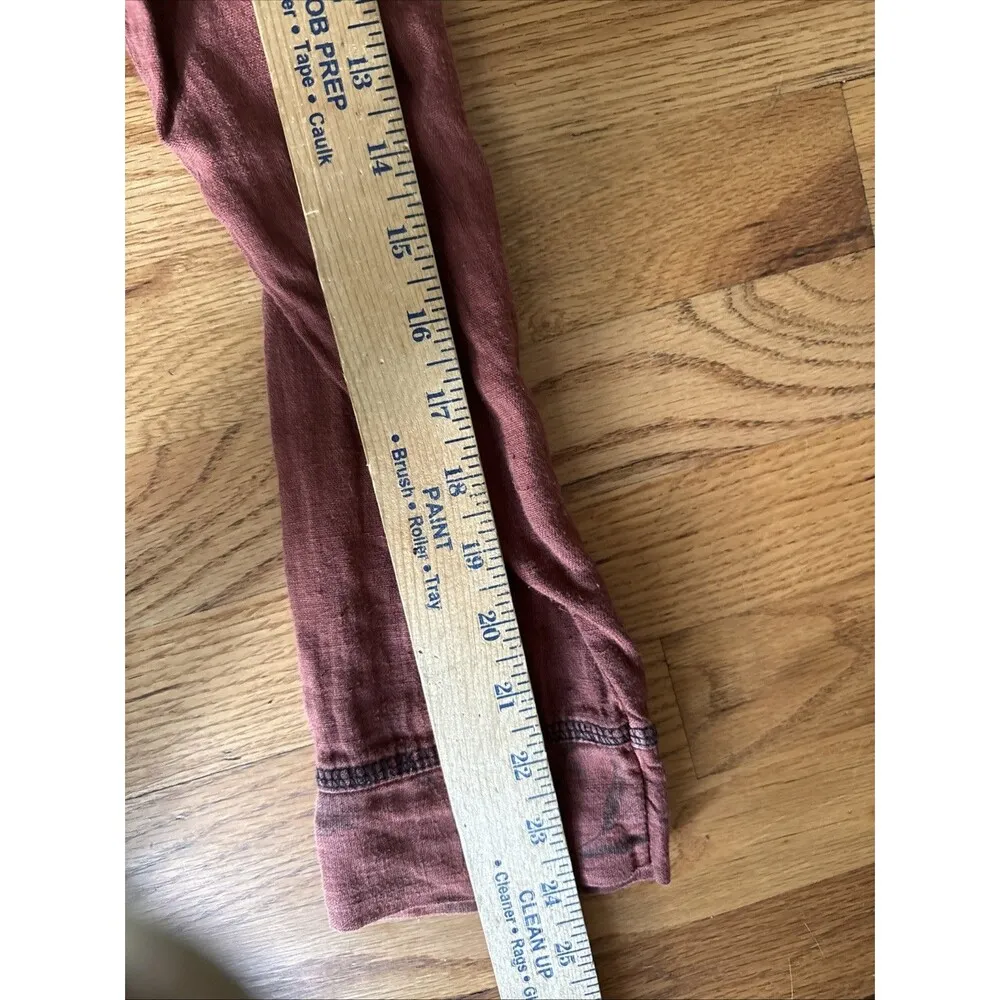 OB PREP
er • Tape • Caulk
13
14
15
16
17
18
19
20
21
22
23
24
25
PAINT
• Brush • Roller • Tray
CLEAN UP
• Cleaner • Rags • G